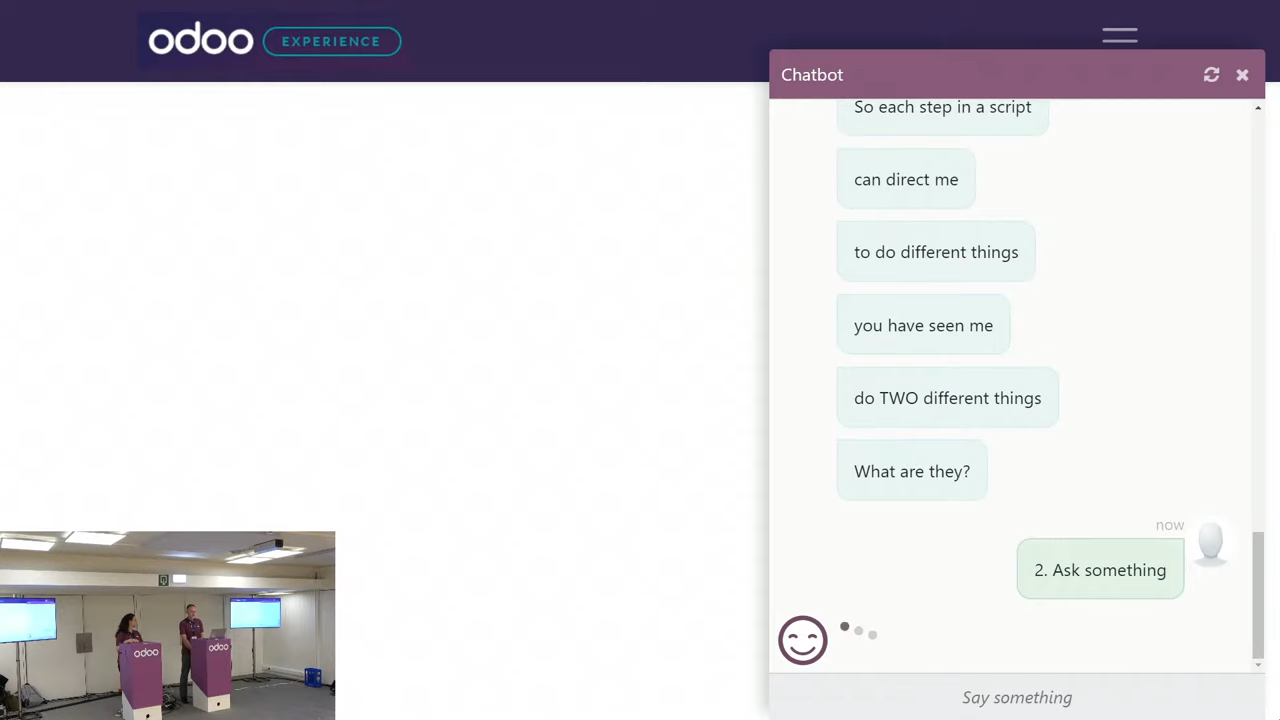 odoo EXPERIENCE
Chatbot
So each step in a script
can direct me
to do different things
you have seen me
do TWO different things
What are they?
now
2. Ask something
Say something
odoo
odoo